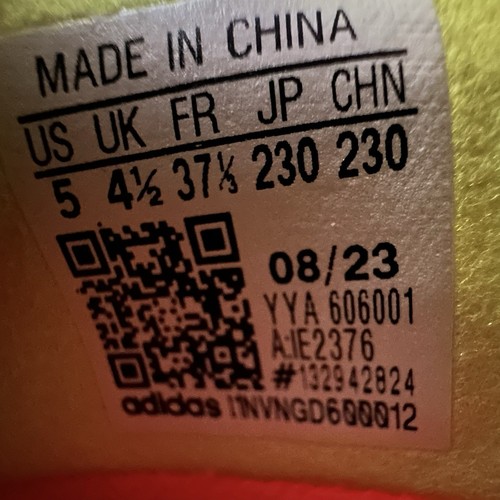 MADE IN CHINA
US UK FR JP CHN
5 4½ 37⅓ 230 230
08/23
YYA 606001
A:IE2376
#132942824
adidas 11NVNGD600012